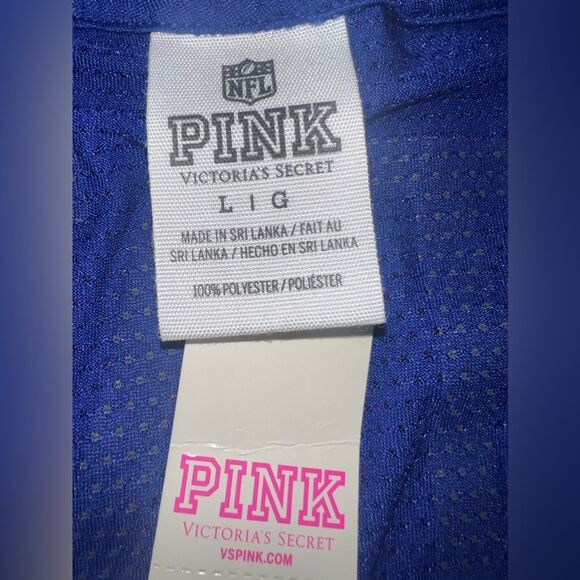 NFL
PINK
VICTORIA'S SECRET
L | G
MADE IN SRI LANKA / FAIT AU
SRI LANKA / HECHO EN SRI LANKA
100% POLYESTER / POLIÉSTER
PINK
VICTORIA'S SECRET
VSPINK.COM